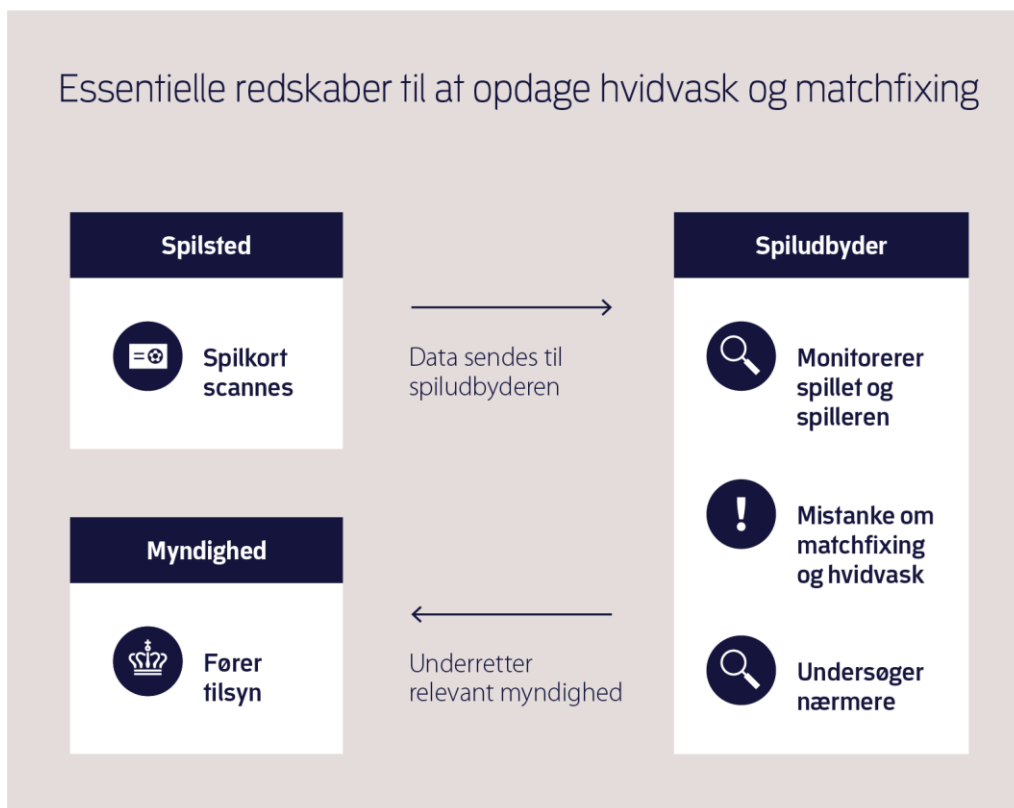 Essentielle redskaber til at opdage hvidvask og matchfixing
Spilsted
Spilkort
scannes
Data sendes til
spiludbyderen
Spiludbyder
Monitorerer
spillet og
spilleren
Mistanke om
matchfixing
og hvidvask
Undersøger
nærmere
Underretter
relevant myndighed
Myndighed
Fører
tilsyn